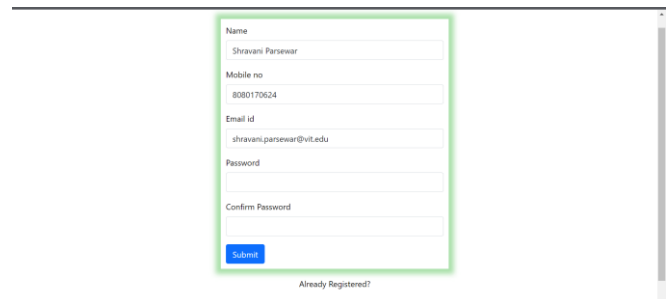 Name
Shravani Parsewar
Mobile no
8080170624
Email id
shravani.parsewar@vit.edu
Password
Confirm Password
Submit
Already Registered?